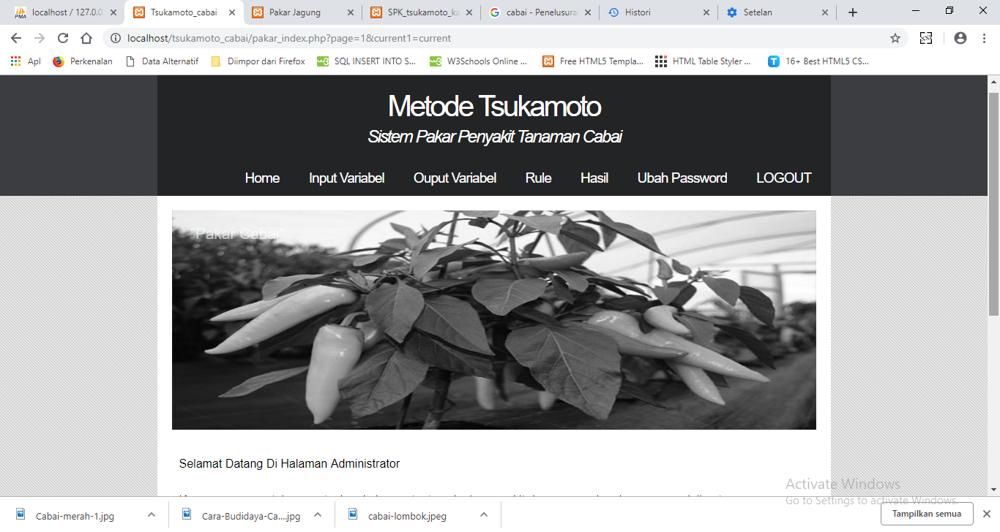 localhost / 127.0.0
Tsukamoto_cabai
Pakar Jagung
SPK_tsukamoto_ka
cabai - Penelusura
Histori
Setelan
localhost/tsukamoto_cabai/pakar_index.php?page=1&current1=current
Apl
Perkenalan
Data Alternatif
Diimpor dari Firefox
SQL INSERT INTO S...
W3Schools Online ...
Free HTML5 Templa...
HTML Table Styler ...
16+ Best HTML5 CS...
Metode Tsukamoto
Sistem Pakar Penyakit Tanaman Cabai
Home
Input Variabel
Ouput Variabel
Rule
Hasil
Ubah Password
LOGOUT
"Pakar Cabai"
Selamat Datang Di Halaman Administrator
Activate Windows
Go to Settings to activate Windows.
Cabai-merah-1.jpg
Cara-Budidaya-Ca....jpg
cabai-lombok.jpeg
Tampilkan semua